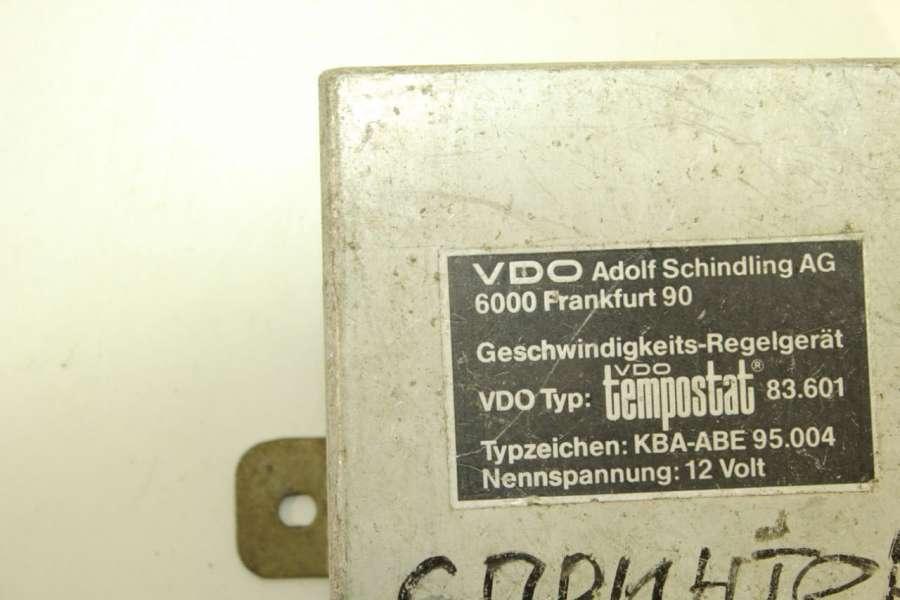 VDO Adolf Schindling AG
6000 Frankfurt 90
Geschwindigkeits-Regelgerät
VDO Typ: VDO tempostat® 83.601
Typzeichen: KBA-ABE 95.004
Nennspannung: 12 Volt